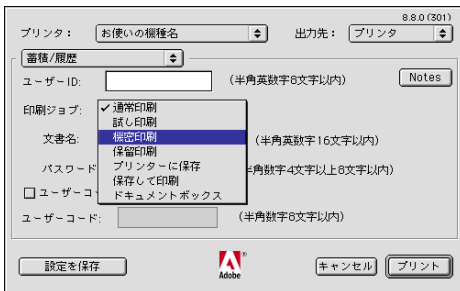 8.8.0 (301)
プリンタ： お使いの機種名 出力先： プリンタ
蓄積/履歴
ユーザーID: (半角英数字8文字以内) Notes
印刷ジョブ: ✓通常印刷
試し印刷
機密印刷
文書名: (半角英数字16文字以内)
保留印刷
プリンターに保存
パスワード 半角数字4文字以上8文字以内)
保存して印刷
ユーザーコ ドキュメントボックス
ユーザーコード: (半角数字8文字以内)
設定を保存 Adobe キャンセル プリント